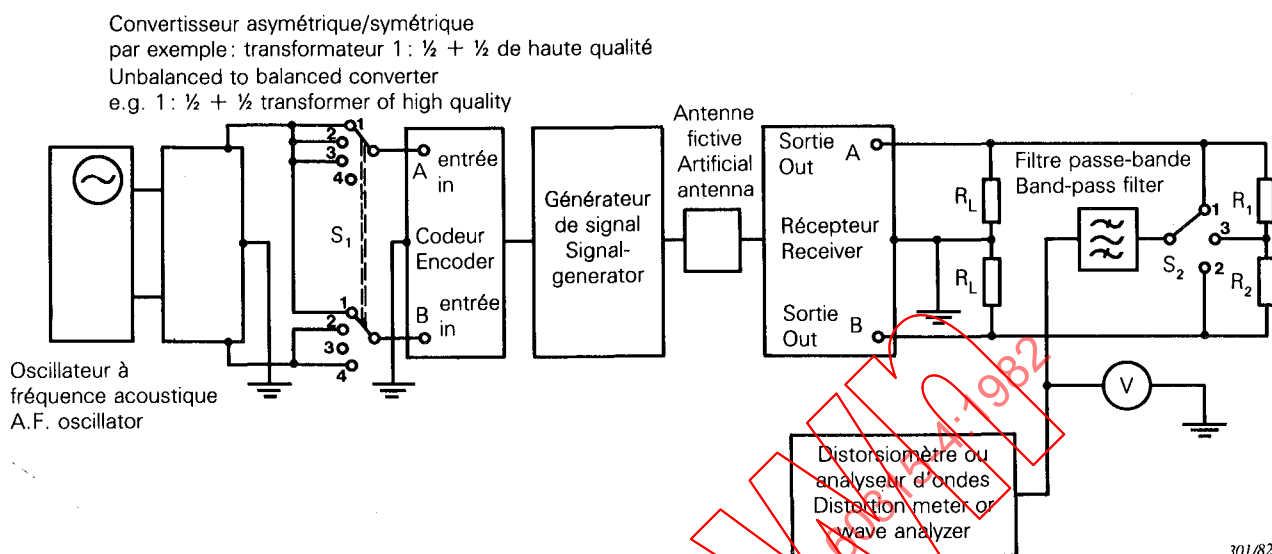 Convertisseur asymétrique/symétrique
par exemple: transformateur 1: ½ + ½ de haute qualité
Unbalanced to balanced converter
e.g. 1: ½ + ½ transformer of high quality
Oscillateur à
fréquence acoustique
A.F. oscillator
1
2
3
4
S1
1
2
3
4
A entrée
in
Codeur
Encoder
B entrée
in
Générateur
de signal
Signal-
generator
Antenne
fictive
Artificial
antenna
Sortie A
Out
Récepteur
Receiver
Sortie B
Out
RL
RL
Filtre passe-bande
Band-pass filter
1
3
2
S2
R1
R2
V
Distorsiomètre ou
analyseur d'ondes
Distortion meter or
wave analyzer
60315-4:1982
301/82